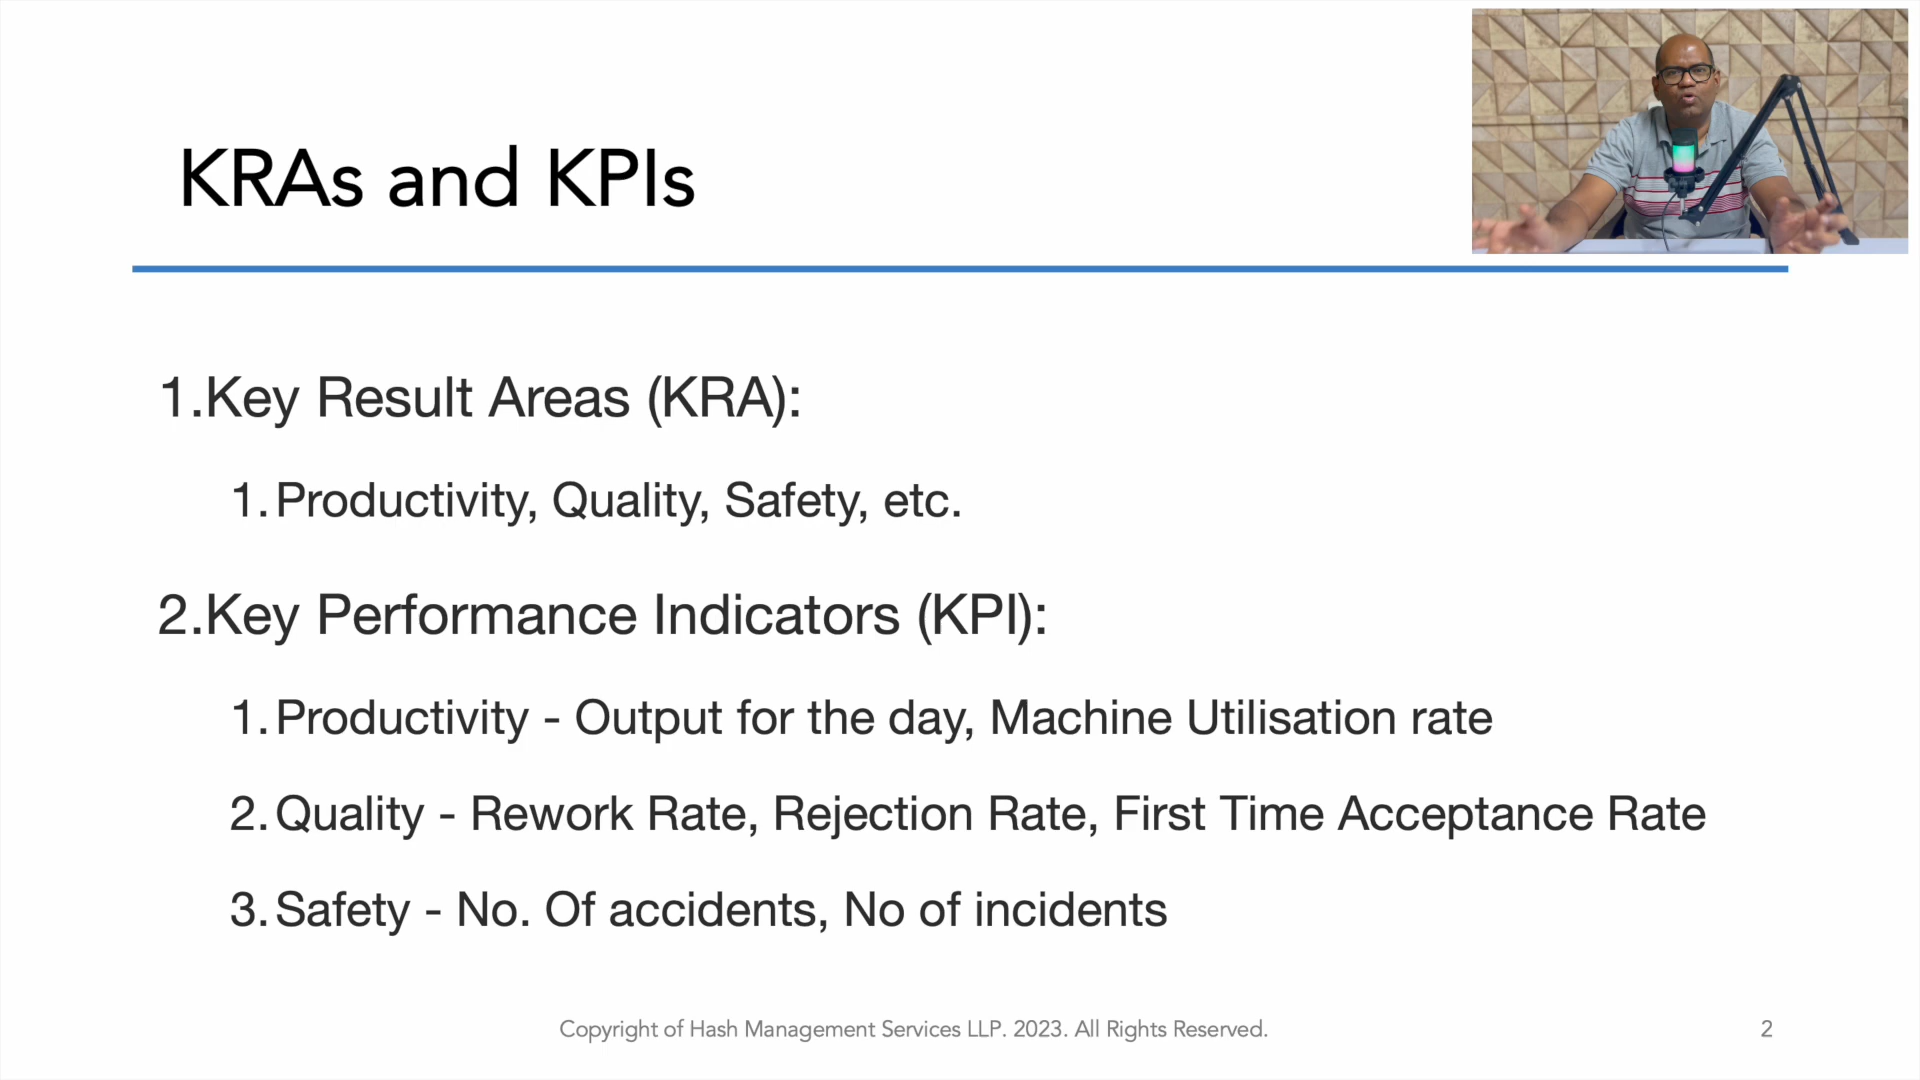 KRAs and KPIs
1.Key Result Areas (KRA):
1. Productivity, Quality, Safety, etc.
2.Key Performance Indicators (KPI):
1. Productivity - Output for the day, Machine Utilisation rate
2. Quality - Rework Rate, Rejection Rate, First Time Acceptance Rate
3. Safety - No. Of accidents, No of incidents
Copyright of Hash Management Services LLP. 2023. All Rights Reserved.
2